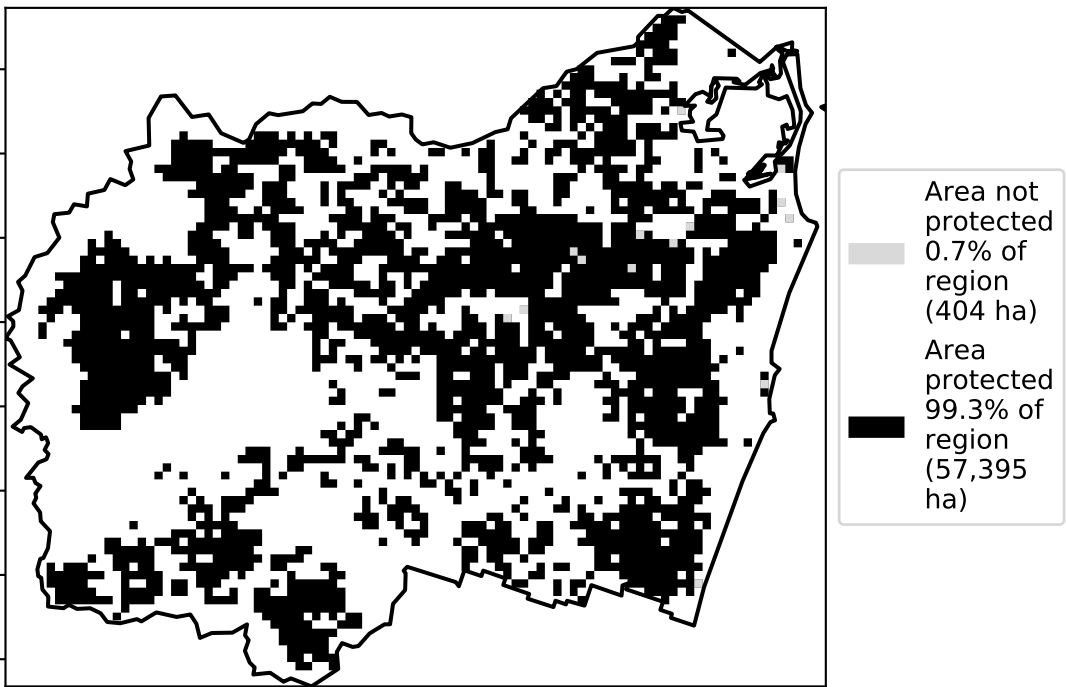 Area not
protected
0.7% of
region
(404 ha)
Area
protected
99.3% of
region
(57,395
ha)